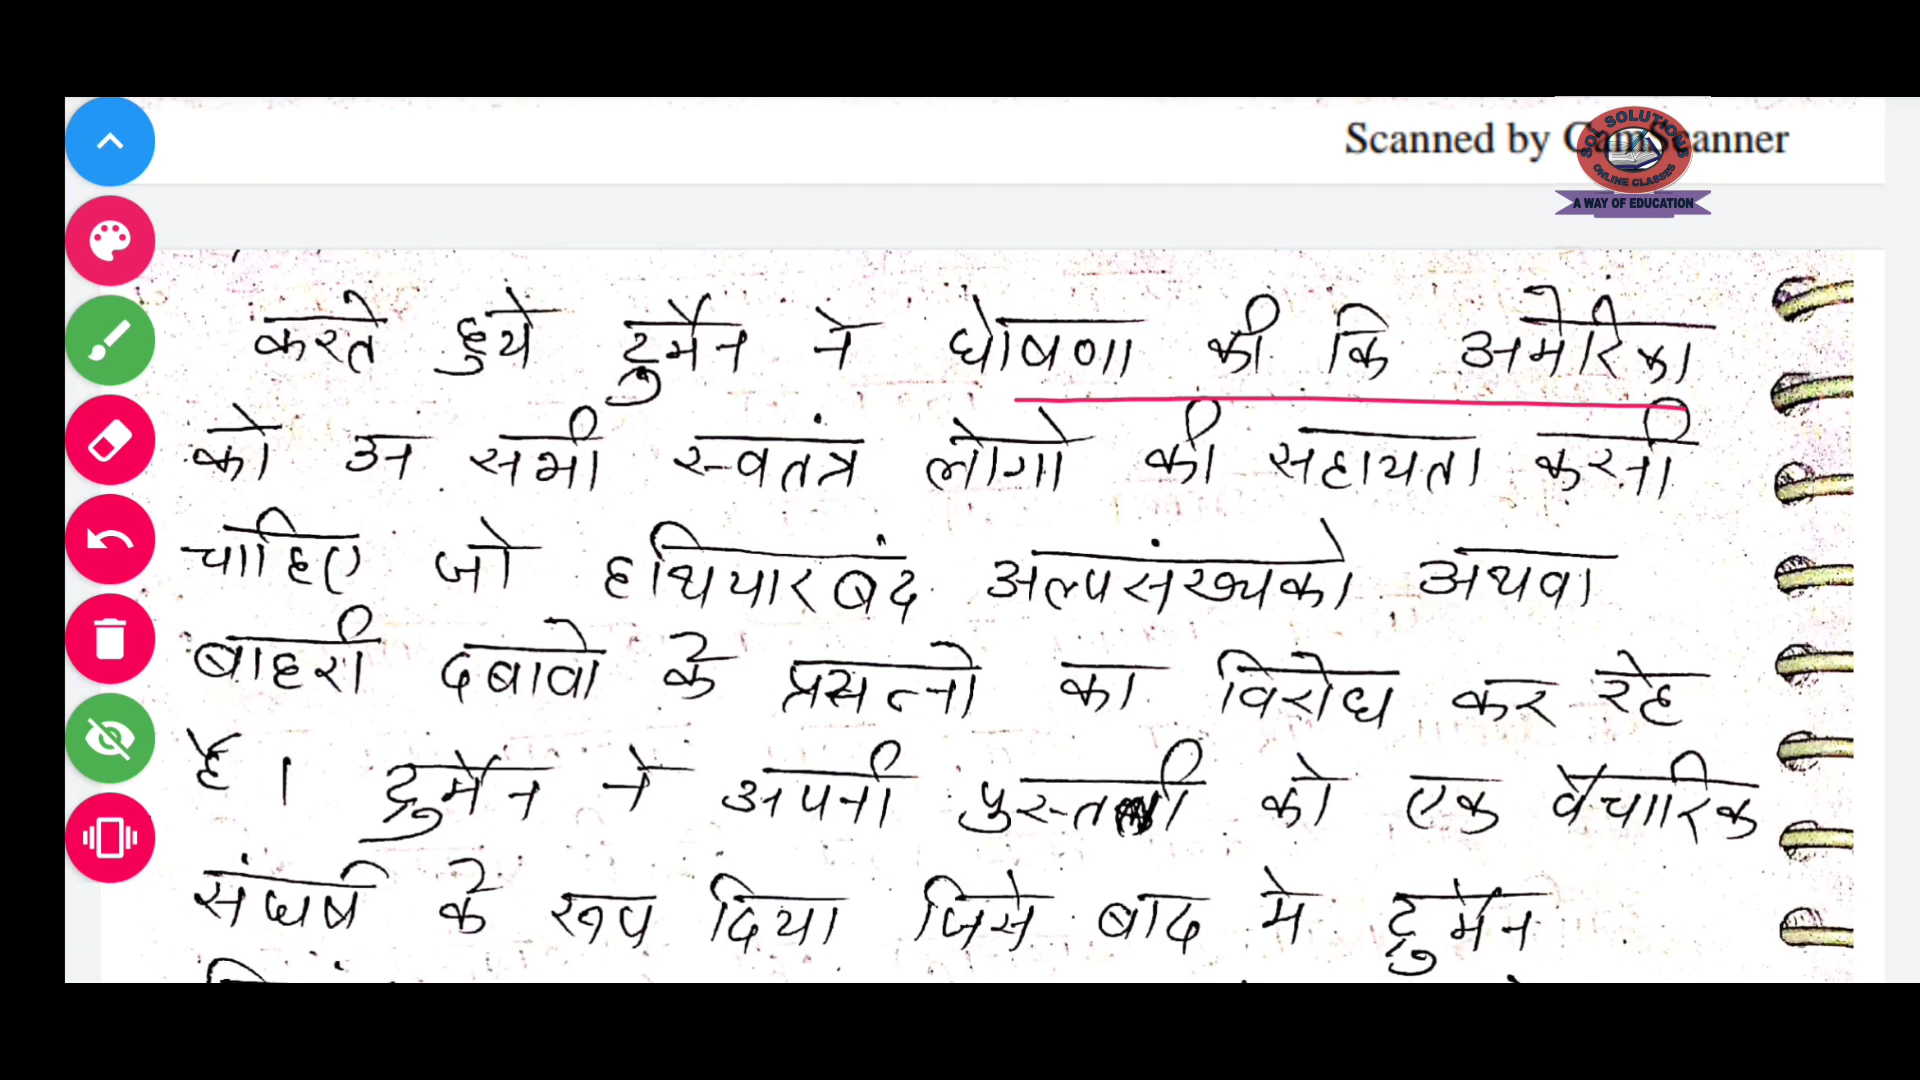 Scanned by CamScanner
SOL SOLUTIONS
ONLINE CLASSES
A WAY OF EDUCATION
करते हुये ट्रुमैन ने घोषणा की कि अमेरिका
को उन सभी स्वतंत्र लोगो की सहायता करनी
चाहिए जो हथियारबंद अल्पसंख्यको अथवा
बाहरी दबावो के प्रयत्नो का विरोध कर रहे
है । ट्रुमैन ने अपनी को एक वैचारिक
संघर्ष के रूप दिया जिसे बाद मे ट्रुमैन